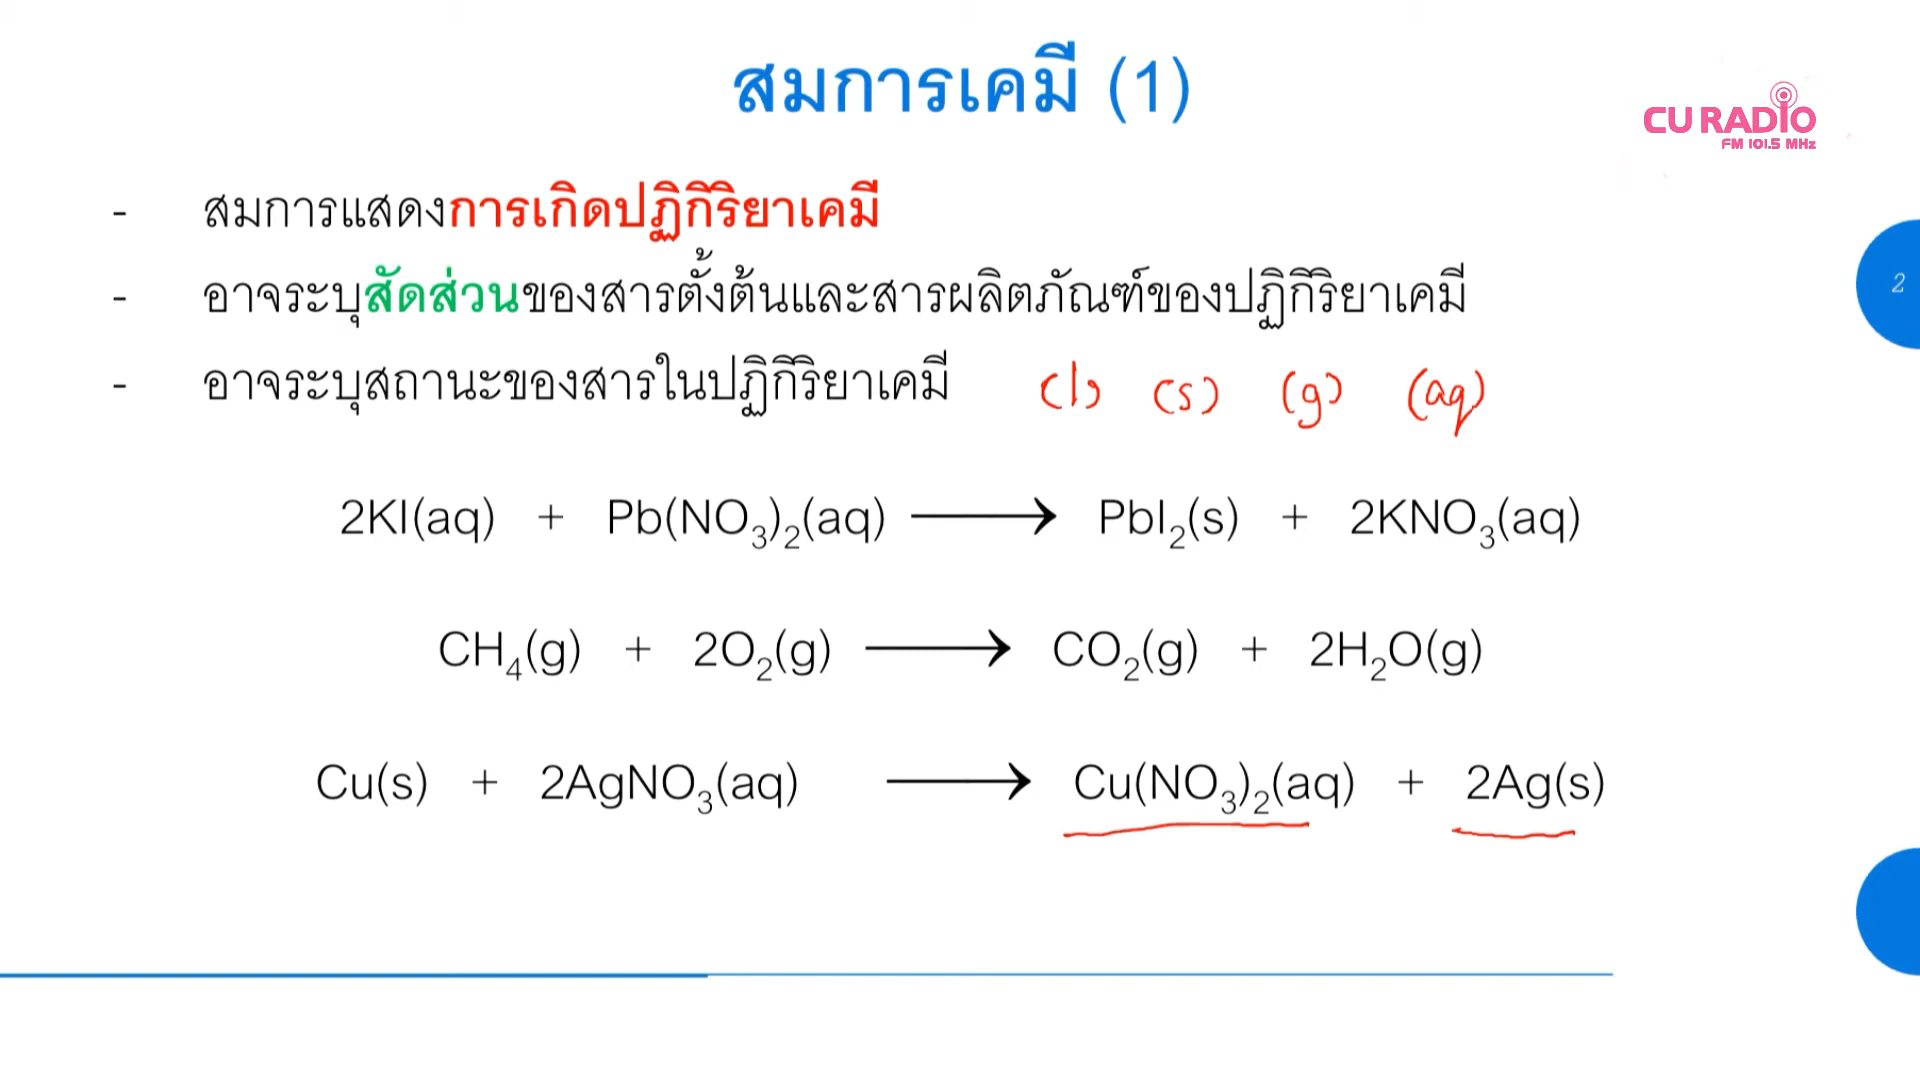 สมการเคมี (1)
CU RADIO
FM 101.5 MHz
- สมการแสดงการเกิดปฏิกิริยาเคมี
- อาจระบุสัดส่วนของสารตั้งต้นและสารผลิตภัณฑ์ของปฏิกิริยาเคมี
2
- อาจระบุสถานะของสารในปฏิกิริยาเคมี (l) (s) (g) (aq)
2KI(aq) + Pb(NO₃)₂(aq) ⟶ PbI₂(s) + 2KNO₃(aq)
CH₄(g) + 2O₂(g) ⟶ CO₂(g) + 2H₂O(g)
Cu(s) + 2AgNO₃(aq) ⟶ Cu(NO₃)₂(aq) + 2Ag(s)